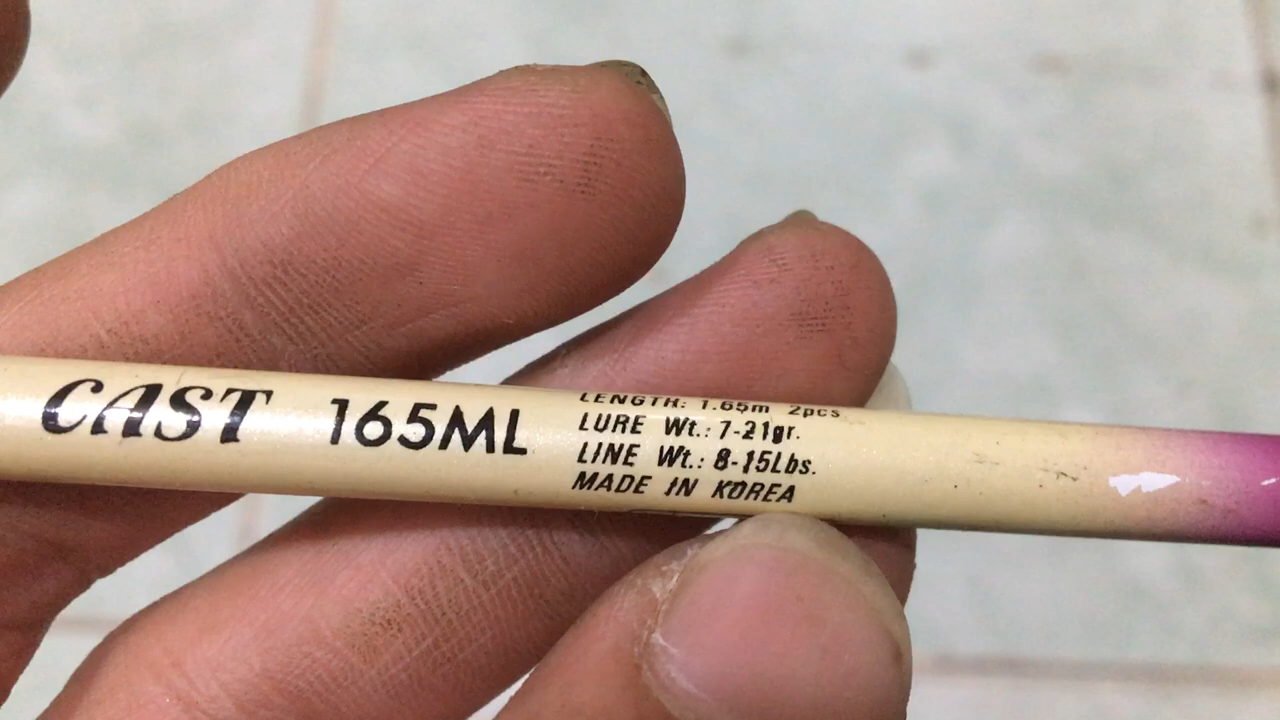 CAST 165ML
LENGTH: 1.65m 2pcs
LURE Wt.: 7-21gr.
LINE Wt.: 8-15Lbs.
MADE IN KOREA